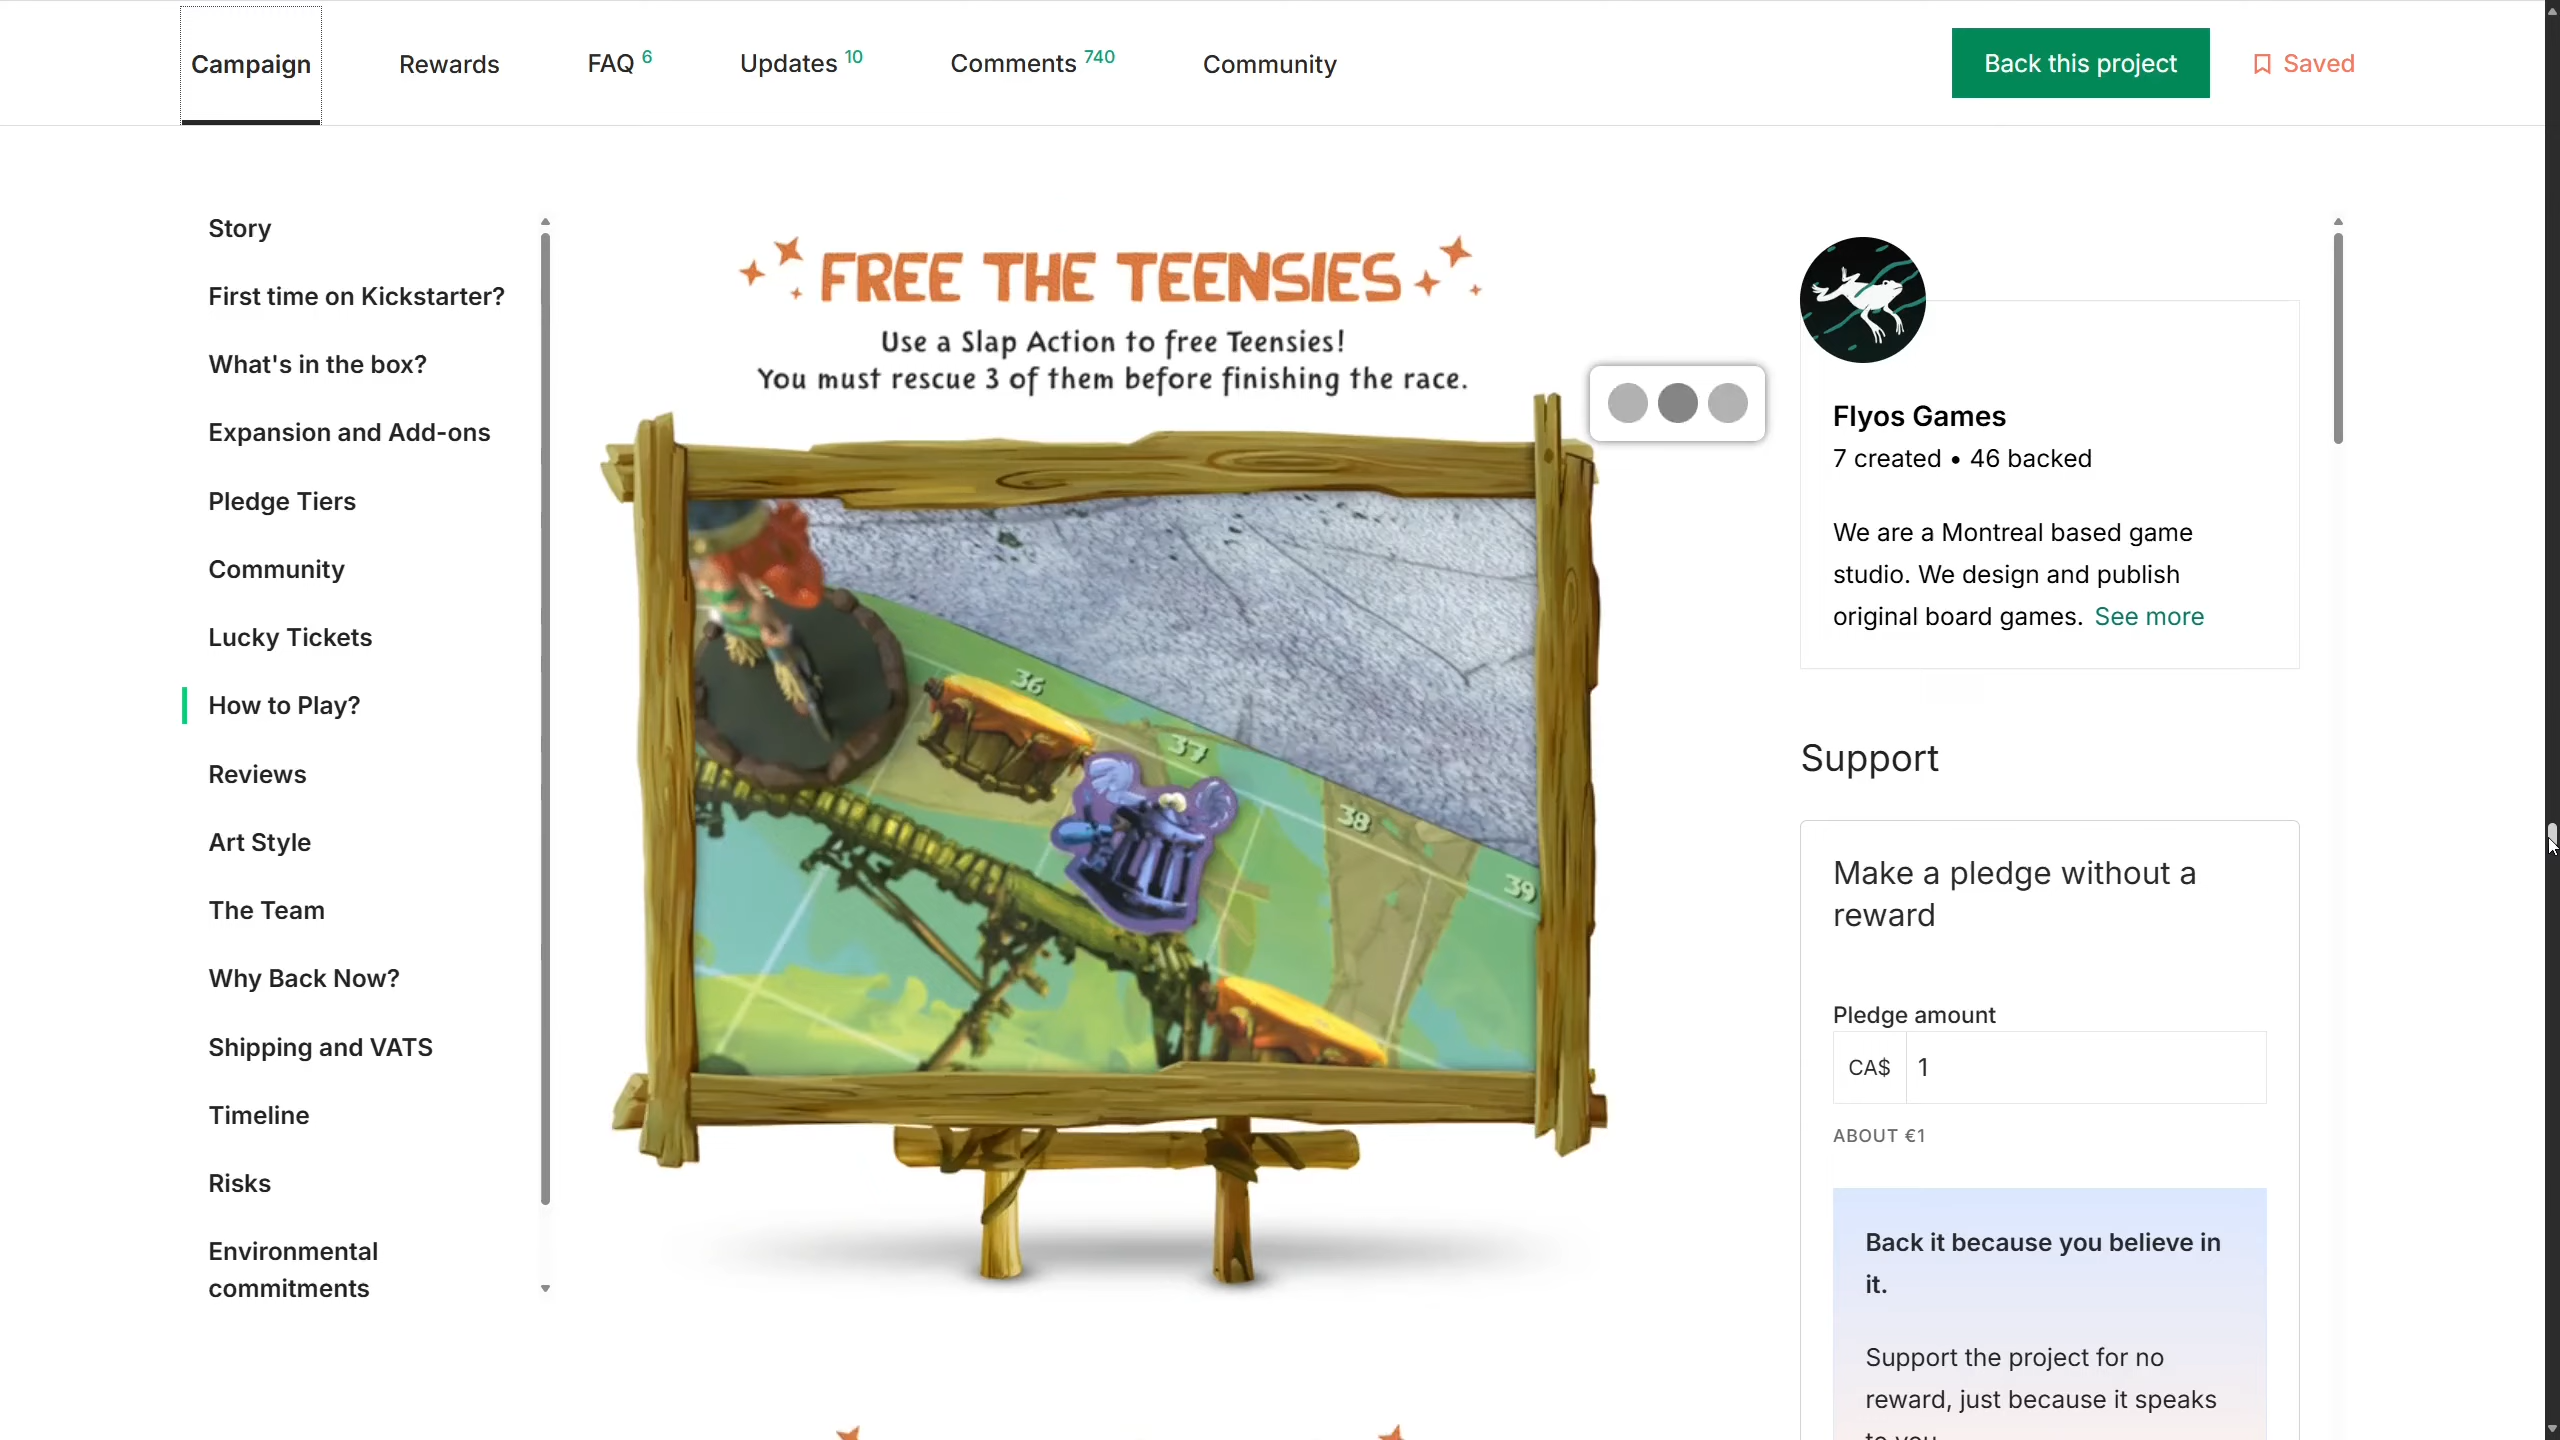 Campaign
Rewards
FAQ 6
Updates 10
Comments 740
Community
Back this project
Saved
Story
First time on Kickstarter?
What's in the box?
Expansion and Add-ons
Pledge Tiers
Community
Lucky Tickets
How to Play?
Reviews
Art Style
The Team
Why Back Now?
Shipping and VATS
Timeline
Risks
Environmental
commitments
FREE THE TEENSIES
Use a Slap Action to free Teensies!
You must rescue 3 of them before finishing the race.
36
37
38
39
Flyos Games
7 created • 46 backed
We are a Montreal based game
studio. We design and publish
original board games. See more
Support
Make a pledge without a
reward
Pledge amount
CA$ 1
ABOUT €1
Back it because you believe in
it.
Support the project for no
reward, just because it speaks
to you.